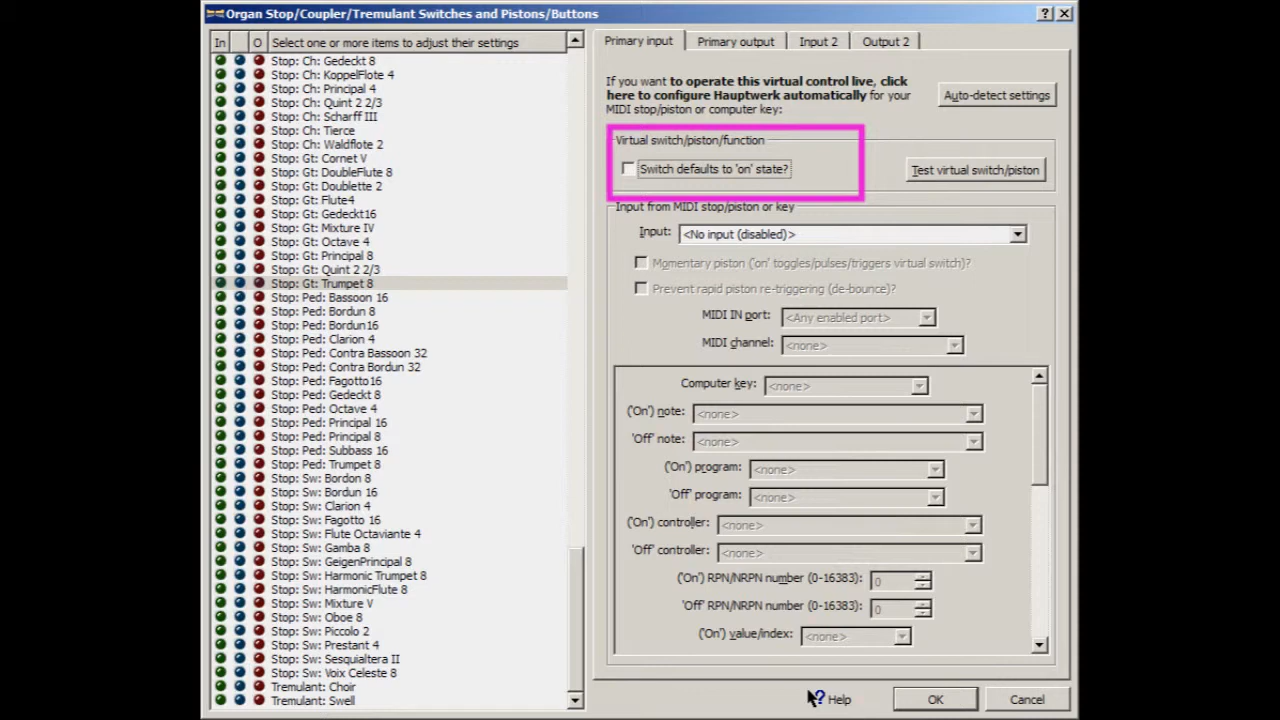 Organ Stop/Coupler/Tremulant Switches and Pistons/Buttons
In O Select one or more items to adjust their settings
Stop: Ch: Gedeckt 8
Stop: Ch: KoppelFlote 4
Stop: Ch: Principal 4
Stop: Ch: Quint 2 2/3
Stop: Ch: Scharff III
Stop: Ch: Tierce
Stop: Ch: Waldflote 2
Stop: Gt: Cornet V
Stop: Gt: DoubleFlute 8
Stop: Gt: Doublette 2
Stop: Gt: Flute4
Stop: Gt: Gedeckt16
Stop: Gt: Mixture IV
Stop: Gt: Octave 4
Stop: Gt: Principal 8
Stop: Gt: Quint 2 2/3
Stop: Gt: Trumpet 8
Stop: Ped: Bassoon 16
Stop: Ped: Bordun 8
Stop: Ped: Bordun16
Stop: Ped: Clarion 4
Stop: Ped: Contra Bassoon 32
Stop: Ped: Contra Bordun 32
Stop: Ped: Fagotto16
Stop: Ped: Gedeckt 8
Stop: Ped: Octave 4
Stop: Ped: Principal 16
Stop: Ped: Principal 8
Stop: Ped: Subbass 16
Stop: Ped: Trumpet 8
Stop: Sw: Bordon 8
Stop: Sw: Bordun 16
Stop: Sw: Clarion 4
Stop: Sw: Fagotto 16
Stop: Sw: Flute Octaviante 4
Stop: Sw: Gamba 8
Stop: Sw: GeigenPrincipal 8
Stop: Sw: Harmonic Trumpet 8
Stop: Sw: HarmonicFlute 8
Stop: Sw: Mixture V
Stop: Sw: Oboe 8
Stop: Sw: Piccolo 2
Stop: Sw: Prestant 4
Stop: Sw: Sesquialtera II
Stop: Sw: Voix Celeste 8
Tremulant: Choir
Tremulant: Swell
Primary input Primary output Input 2 Output 2
If you want to operate this virtual control live, click
here to configure Hauptwerk automatically for your
MIDI stop/piston or computer key:
Auto-detect settings
Virtual switch/piston/function
Switch defaults to 'on' state?
Test virtual switch/piston
Input from MIDI stop/piston or key
Input: <No input (disabled)>
Momentary piston ('on' toggles/pulses/triggers virtual switch)?
Prevent rapid piston re-triggering (de-bounce)?
MIDI IN port: <Any enabled port>
MIDI channel: <none>
Computer key: <none>
('On') note: <none>
'Off' note: <none>
('On') program: <none>
'Off' program: <none>
('On') controller: <none>
'Off' controller: <none>
('On') RPN/NRPN number (0-16383): 0
'Off' RPN/NRPN number (0-16383): 0
('On') value/index: <none>
Help OK Cancel